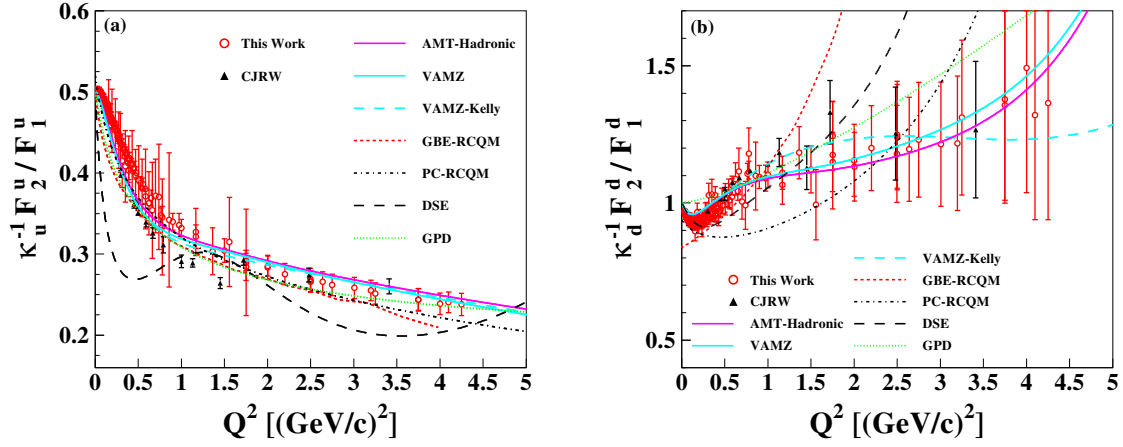 (a)
κ_u^{-1} F_2^u / F_1^u
0.6
0.5
0.4
0.3
0.2
This Work
CJRW
AMT-Hadronic
VAMZ
VAMZ-Kelly
GBE-RCQM
PC-RCQM
DSE
GPD
0 0.5 1 1.5 2 2.5 3 3.5 4 4.5 5
Q² [(GeV/c)²]
(b)
κ_d^{-1} F_2^d / F_1^d
1.5
1
0.5
This Work
CJRW
AMT-Hadronic
VAMZ
VAMZ-Kelly
GBE-RCQM
PC-RCQM
DSE
GPD
0 0.5 1 1.5 2 2.5 3 3.5 4 4.5 5
Q² [(GeV/c)²]